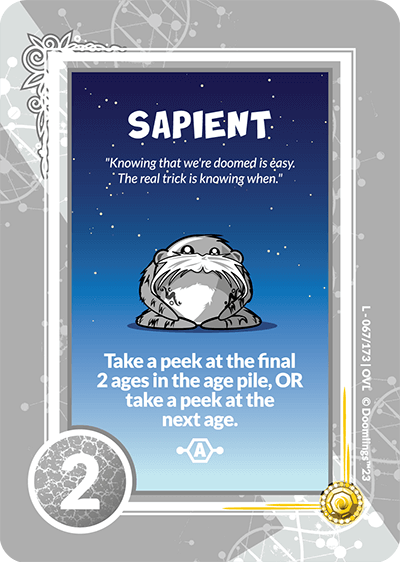 SAPIENT
"Knowing that we're doomed is easy.
The real trick is knowing when."
Take a peek at the final
2 ages in the age pile, OR
take a peek at the
next age.
A
2
L - 067/173 | OVL © Doomlings™ 23